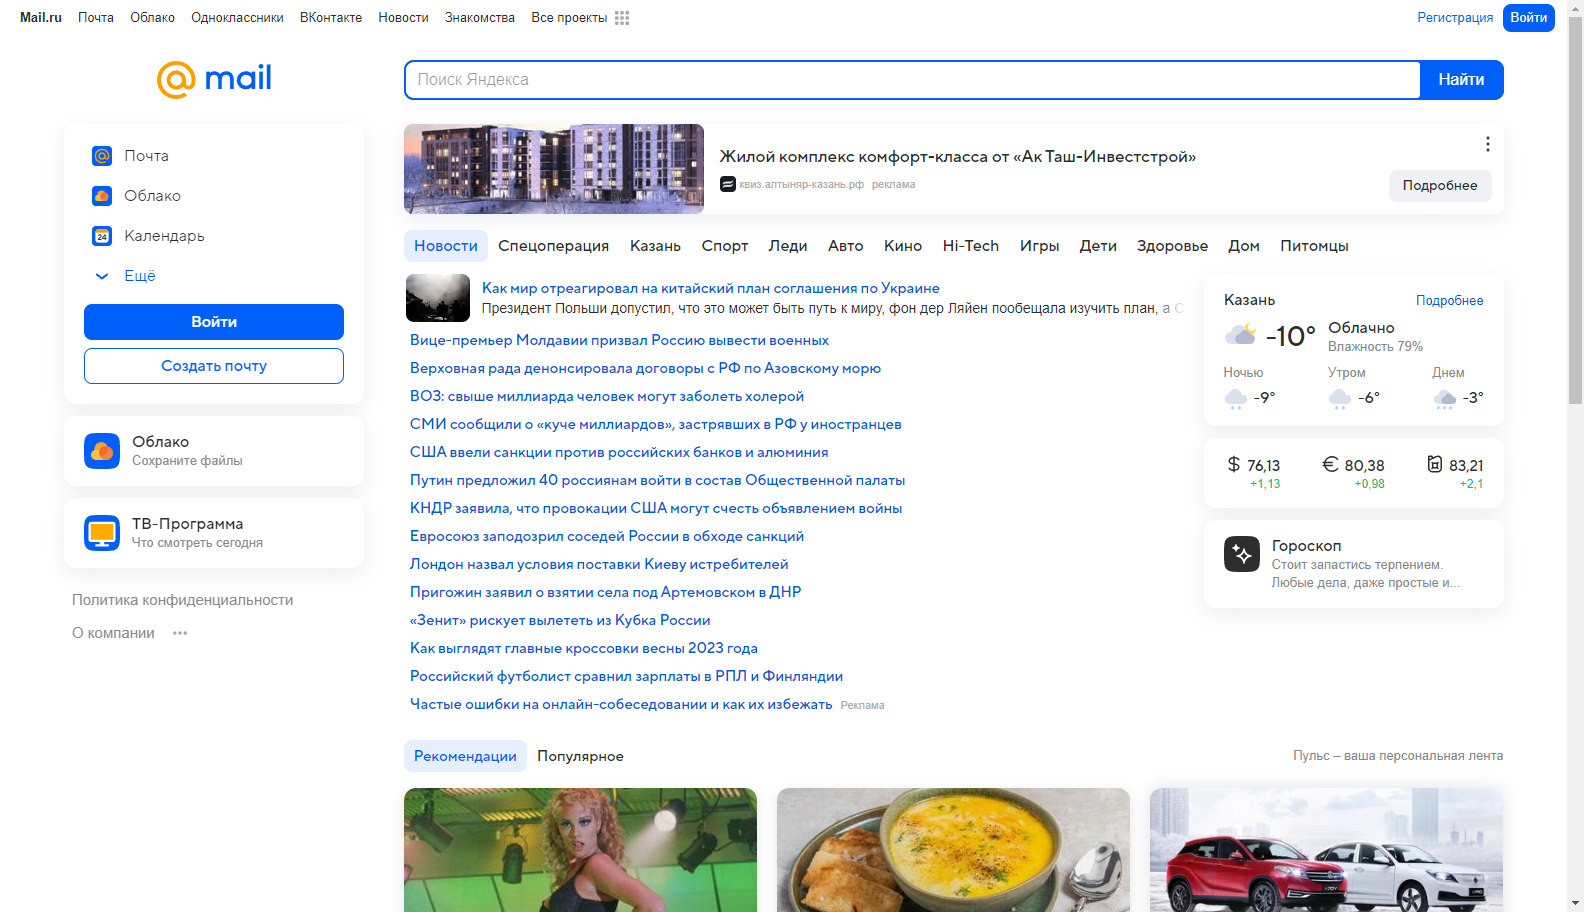 Mail.ru Почта Облако Одноклассники ВКонтакте Новости Знакомства Все проекты
Регистрация Войти
mail
Поиск Яндекса Найти
Почта
Облако
24 Календарь
Ещё
Войти
Создать почту
Облако
Сохраните файлы
ТВ-Программа
Что смотреть сегодня
Политика конфиденциальности
О компании
Жилой комплекс комфорт-класса от «Ак Таш-Инвестстрой»
квиз.алтыняр-казань.рф реклама
Подробнее
Новости Спецоперация Казань Спорт Леди Авто Кино Hi-Tech Игры Дети Здоровье Дом Питомцы
Как мир отреагировал на китайский план соглашения по Украине
Президент Польши допустил, что это может быть путь к миру, фон дер Ляйен пообещала изучить план, а С
Вице-премьер Молдавии призвал Россию вывести военных
Верховная рада денонсировала договоры с РФ по Азовскому морю
ВОЗ: свыше миллиарда человек могут заболеть холерой
СМИ сообщили о «куче миллиардов», застрявших в РФ у иностранцев
США ввели санкции против российских банков и алюминия
Путин предложил 40 россиянам войти в состав Общественной палаты
КНДР заявила, что провокации США могут счесть объявлением войны
Евросоюз заподозрил соседей России в обходе санкций
Лондон назвал условия поставки Киеву истребителей
Пригожин заявил о взятии села под Артемовском в ДНР
«Зенит» рискует вылететь из Кубка России
Как выглядят главные кроссовки весны 2023 года
Российский футболист сравнил зарплаты в РПЛ и Финляндии
Частые ошибки на онлайн-собеседовании и как их избежать Реклама
Казань Подробнее
-10° Облачно
Влажность 79%
Ночью Утром Днем
-9° -6° -3°
$ 76,13 € 80,38 83,21
+1,13 +0,98 +2,1
Гороскоп
Стоит запастись терпением.
Любые дела, даже простые и...
Рекомендации Популярное
Пульс – ваша персональная лента